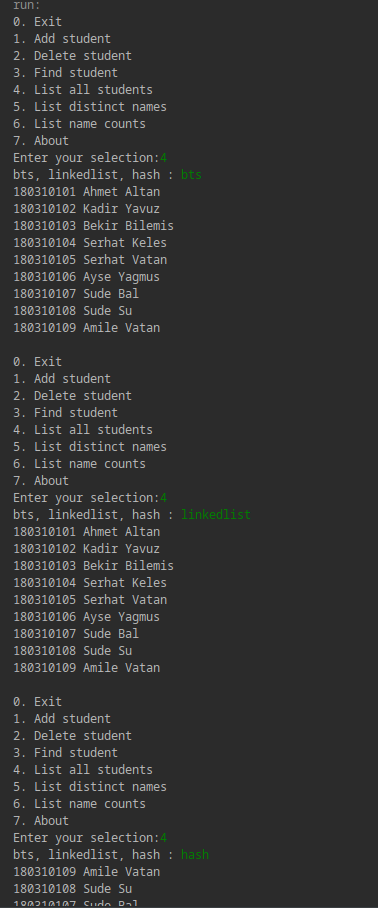 run:
0. Exit
1. Add student
2. Delete student
3. Find student
4. List all students
5. List distinct names
6. List name counts
7. About
Enter your selection:4
bts, linkedlist, hash : bts
180310101 Ahmet Altan
180310102 Kadir Yavuz
180310103 Bekir Bilemis
180310104 Serhat Keles
180310105 Serhat Vatan
180310106 Ayse Yagmus
180310107 Sude Bal
180310108 Sude Su
180310109 Amile Vatan
0. Exit
1. Add student
2. Delete student
3. Find student
4. List all students
5. List distinct names
6. List name counts
7. About
Enter your selection:4
bts, linkedlist, hash : linkedlist
180310101 Ahmet Altan
180310102 Kadir Yavuz
180310103 Bekir Bilemis
180310104 Serhat Keles
180310105 Serhat Vatan
180310106 Ayse Yagmus
180310107 Sude Bal
180310108 Sude Su
180310109 Amile Vatan
0. Exit
1. Add student
2. Delete student
3. Find student
4. List all students
5. List distinct names
6. List name counts
7. About
Enter your selection:4
bts, linkedlist, hash : hash
180310109 Amile Vatan
180310108 Sude Su
180310107 Sude Bal